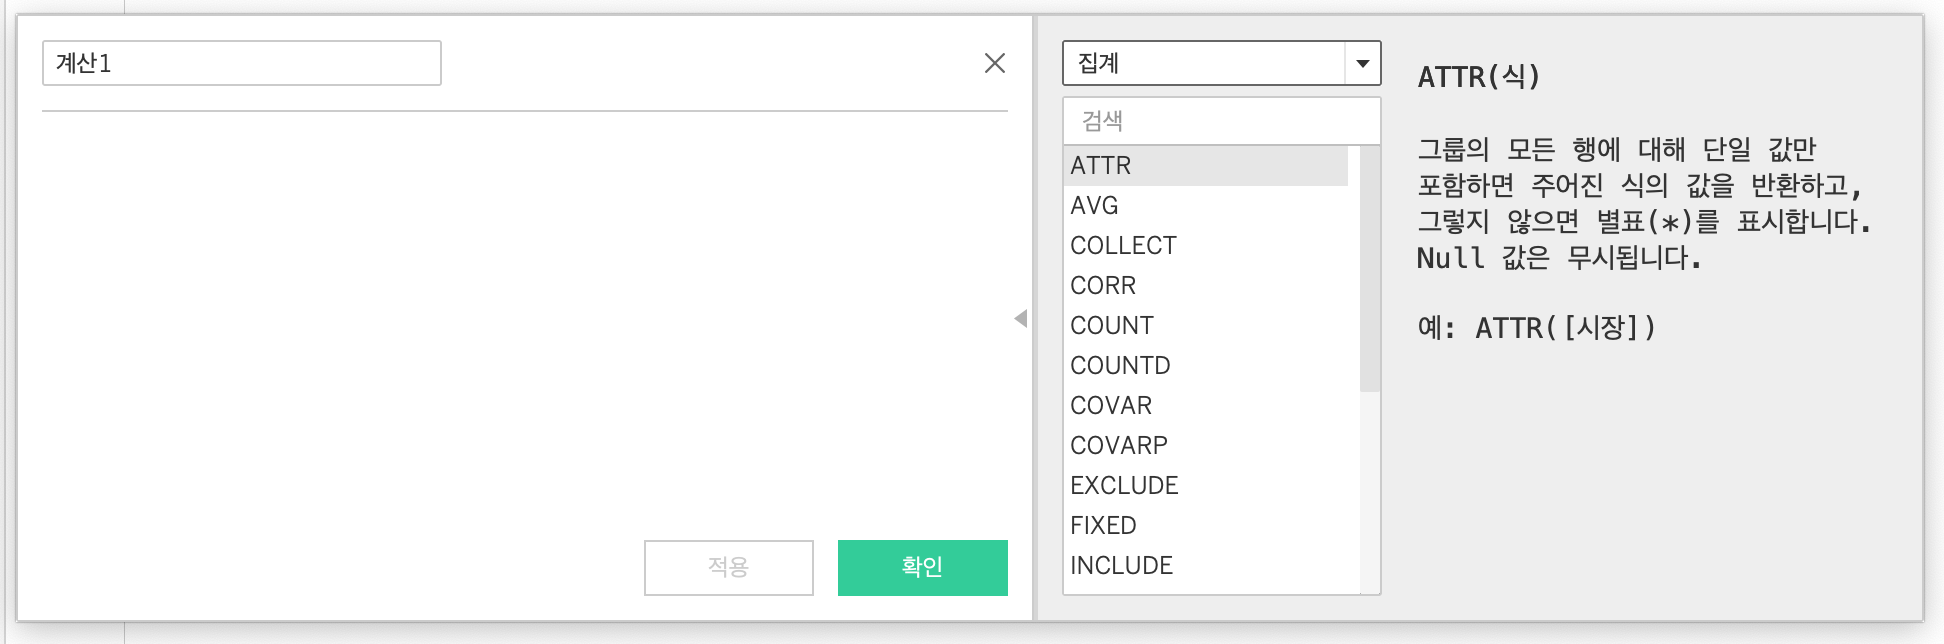 계산1
집계
검색
ATTR
AVG
COLLECT
CORR
COUNT
COUNTD
COVAR
COVARP
EXCLUDE
FIXED
INCLUDE
ATTR(식)
그룹의 모든 행에 대해 단일 값만
포함하면 주어진 식의 값을 반환하고,
그렇지 않으면 별표(*)를 표시합니다.
Null 값은 무시됩니다.
예: ATTR([시장])
적용
확인